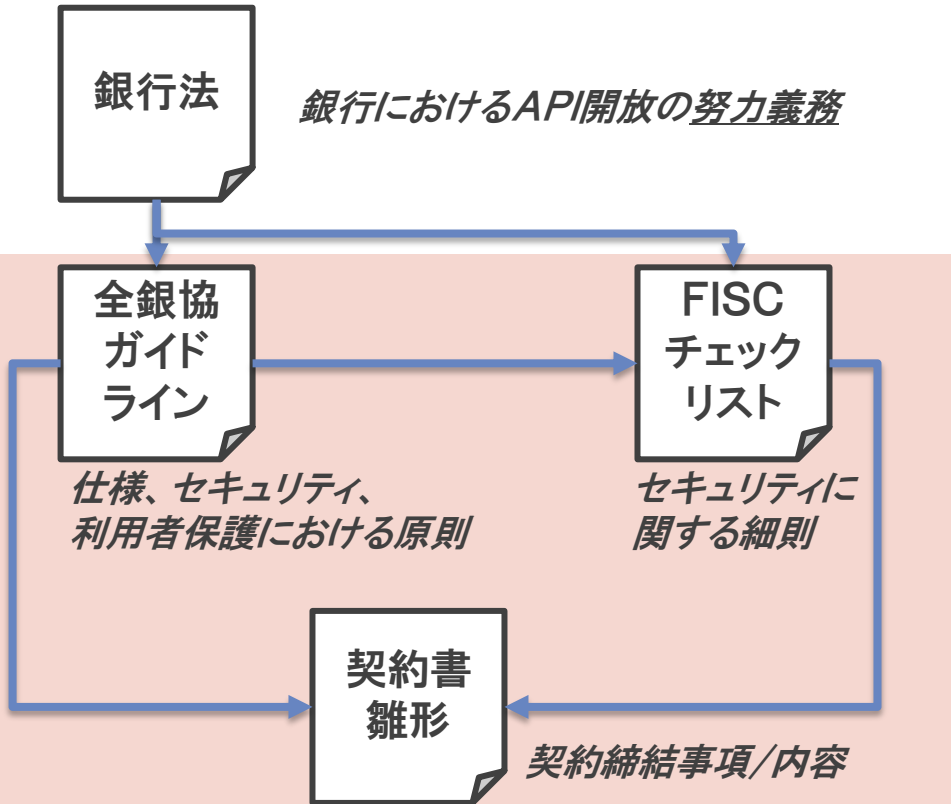 銀行法
銀行におけるAPI開放の努力義務
全銀協
ガイド
ライン
FISC
チェック
リスト
仕様、セキュリティ、
利用者保護における原則
セキュリティに
関する細則
契約書
雛形
契約締結事項/内容